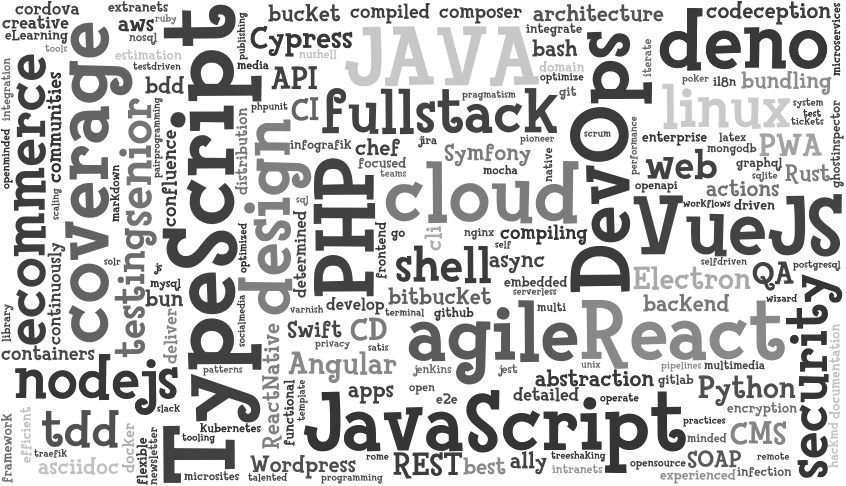 cordova
extranets
ruby
bucket
compiled
composer
architecture
codeception
creative
aws
eLearning
nosql
tools
estimation
testdriven
bdd
publishing
media
Cypress
nushell
API
JAVA
integrate
bash
domain
optimize
git
DevOps
iterate
deno
microservices
poker
i18n
bundling
integration
openminded
ecommerce
communities
coverage
scaling
markdown
testing
senior
pairprogramming
confluence
TypeScript
distribution
phpunit
CI
fullstack
pragmatism
pioneer
linux
system
test
tickets
design
infografik
chef
jira
focused
teams
Symfony
mocha
native
scrum
performance
enterprise
latex
mongodb
PWA
graphql
sqlite
Rust
ghostinspector
web
openapi
actions
workflows
driven
sql
PHP
cloud
determined
go
cli
nginx
self
compiling
VueJS
frontend
shell
async
selfdriven
postgresql
continuously
solr
js
mysql
bun
optimized
socialmedia
embedded
serverless
Electron
QA
wizard
bitbucket
multi
backend
varnish
develop
terminal
github
library
deliver
containers
Swift
CD
privacy
satis
agile
React
security
Angular
jenkins
jest
unix
pipelines
multimedia
hackmd
documentation
nodejs
patterns
ReactNative
functional
template
apps
open
e2e
abstraction
detailed
operate
gitlab
Python
encryption
slack
framework
efficient
tdd
traefik
asciidoc
docker
flexible
newsletter
Kubernetes
tooling
JavaScript
practices
minded
CMS
microsites
Wordpress
talented
rome
programming
REST
best
ally
treeshaking
intranets
opensource
SOAP
remote
experienced
infection